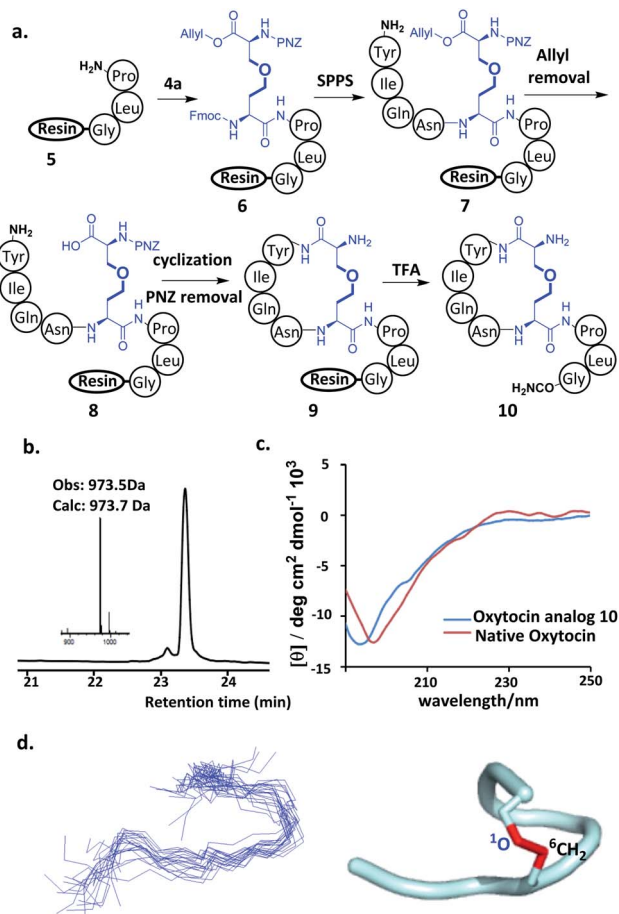 a.
H₂N
Pro
Leu
Gly
Resin
5
4a
Allyl
O
O
H
N
PNZ
O
Fmoc
N
H
O
H
N
Pro
Leu
Gly
Resin
6
SPPS
NH₂
Tyr
Ile
Gln
Asn
Allyl
O
O
H
N
PNZ
O
N
H
O
H
N
Pro
Leu
Gly
Resin
7
Allyl
removal
NH₂
Tyr
Ile
Gln
Asn
HO
O
H
N
PNZ
O
N
H
O
H
N
Pro
Leu
Gly
Resin
8
cyclization
PNZ removal
Tyr
Ile
Gln
Asn
O
N
H
NH₂
O
N
H
O
H
N
Pro
Leu
Gly
Resin
9
TFA
Tyr
Ile
Gln
Asn
O
N
H
NH₂
O
N
H
O
H
N
Pro
Leu
Gly
H₂NCO
10
b.
Obs: 973.5Da
Calc: 973.7 Da
900
1000
21
22
23
24
Retention time (min)
c.
5
0
-5
-10
-15
[θ] / deg cm² dmol⁻¹ 10³
Oxytocin analog 10
Native Oxytocin
210
230
250
wavelength/nm
d.
¹O
⁶CH₂